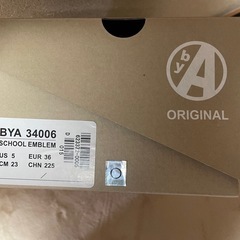 by A
ORIGINAL
BYA 34006
SCHOOL EMBLEM
US 5 EUR 36
CM 23 CHN 225